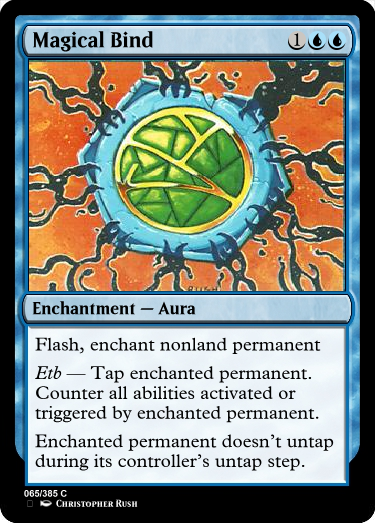 Magical Bind 1
Enchantment — Aura
Flash, enchant nonland permanent
Etb — Tap enchanted permanent.
Counter all abilities activated or
triggered by enchanted permanent.
Enchanted permanent doesn't untap
during its controller's untap step.
065/385 C
Christopher Rush